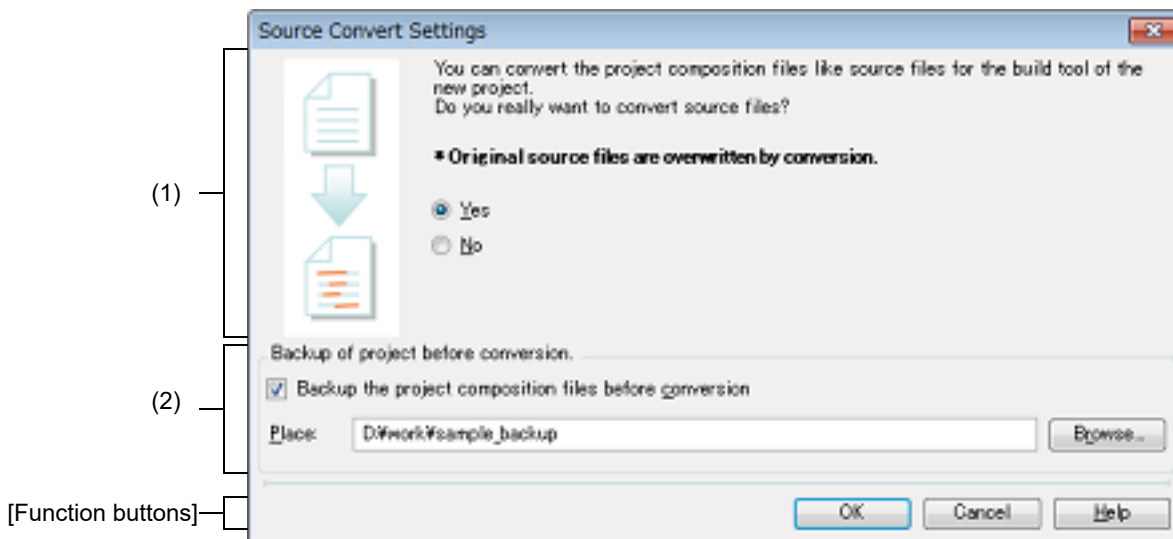 Source Convert Settings
You can convert the project composition files like source files for the build tool of the
new project.
Do you really want to convert source files?
* Original source files are overwritten by conversion.
(1)
Yes
No
Backup of project before conversion.
Backup the project composition files before conversion
(2)
Place: D:¥work¥sample_backup Browse...
[Function buttons] OK Cancel Help